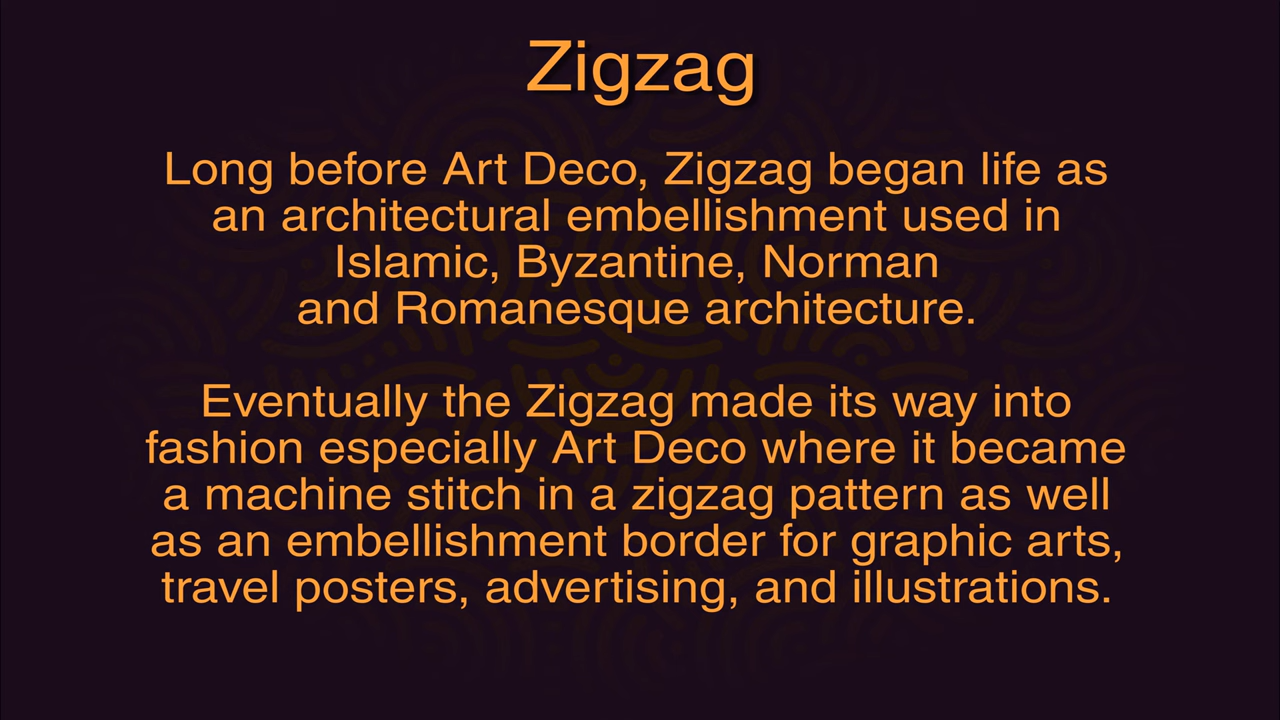 Zigzag
Long before Art Deco, Zigzag began life as
an architectural embellishment used in
Islamic, Byzantine, Norman
and Romanesque architecture.
Eventually the Zigzag made its way into
fashion especially Art Deco where it became
a machine stitch in a zigzag pattern as well
as an embellishment border for graphic arts,
travel posters, advertising, and illustrations.